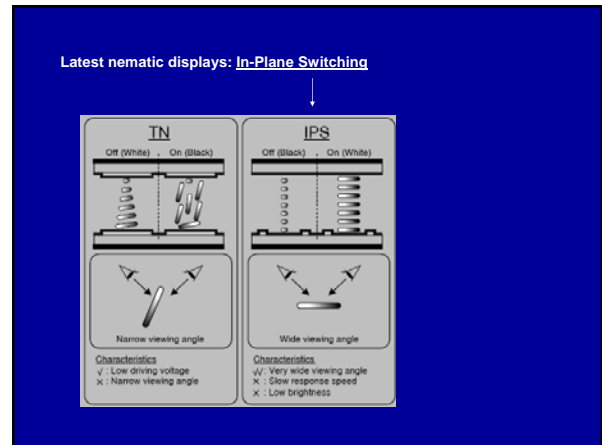 Latest nematic displays: In-Plane Switching
TN
Off (White) On (Black)
Narrow viewing angle
Characteristics
√ : Low driving voltage
× : Narrow viewing angle
IPS
Off (Black) On (White)
Wide viewing angle
Characteristics
√√ : Very wide viewing angle
× : Slow response speed
× : Low brightness